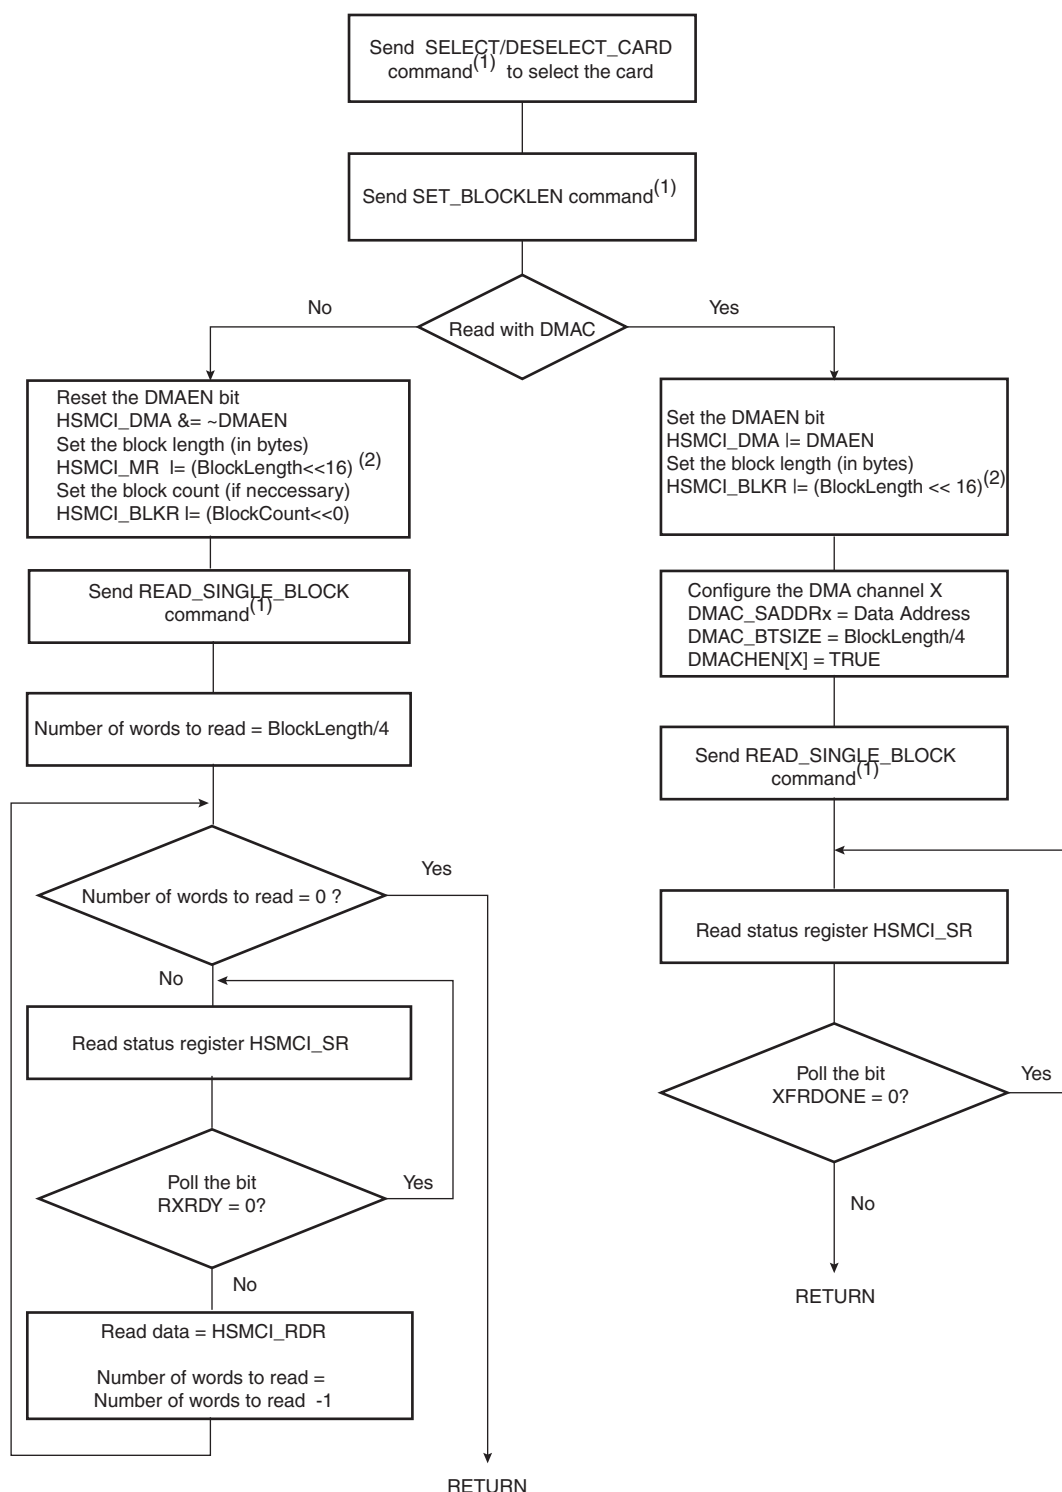 Send SELECT/DESELECT_CARD
command(1) to select the card
Send SET_BLOCKLEN command(1)
No
Yes
Read with DMAC
Reset the DMAEN bit
HSMCI_DMA &= ~DMAEN
Set the block length (in bytes)
HSMCI_MR |= (BlockLength<<16) (2)
Set the block count (if neccessary)
HSMCI_BLKR |= (BlockCount<<0)
Send READ_SINGLE_BLOCK
command(1)
Number of words to read = BlockLength/4
Number of words to read = 0 ?
Yes
No
Read status register HSMCI_SR
Poll the bit
RXRDY = 0?
Yes
No
Read data = HSMCI_RDR
Number of words to read =
Number of words to read -1
RETURN
Set the DMAEN bit
HSMCI_DMA |= DMAEN
Set the block length (in bytes)
HSMCI_BLKR |= (BlockLength << 16)(2)
Configure the DMA channel X
DMAC_SADDRx = Data Address
DMAC_BTSIZE = BlockLength/4
DMACHEN[X] = TRUE
Send READ_SINGLE_BLOCK
command(1)
Read status register HSMCI_SR
Poll the bit
XFRDONE = 0?
Yes
No
RETURN